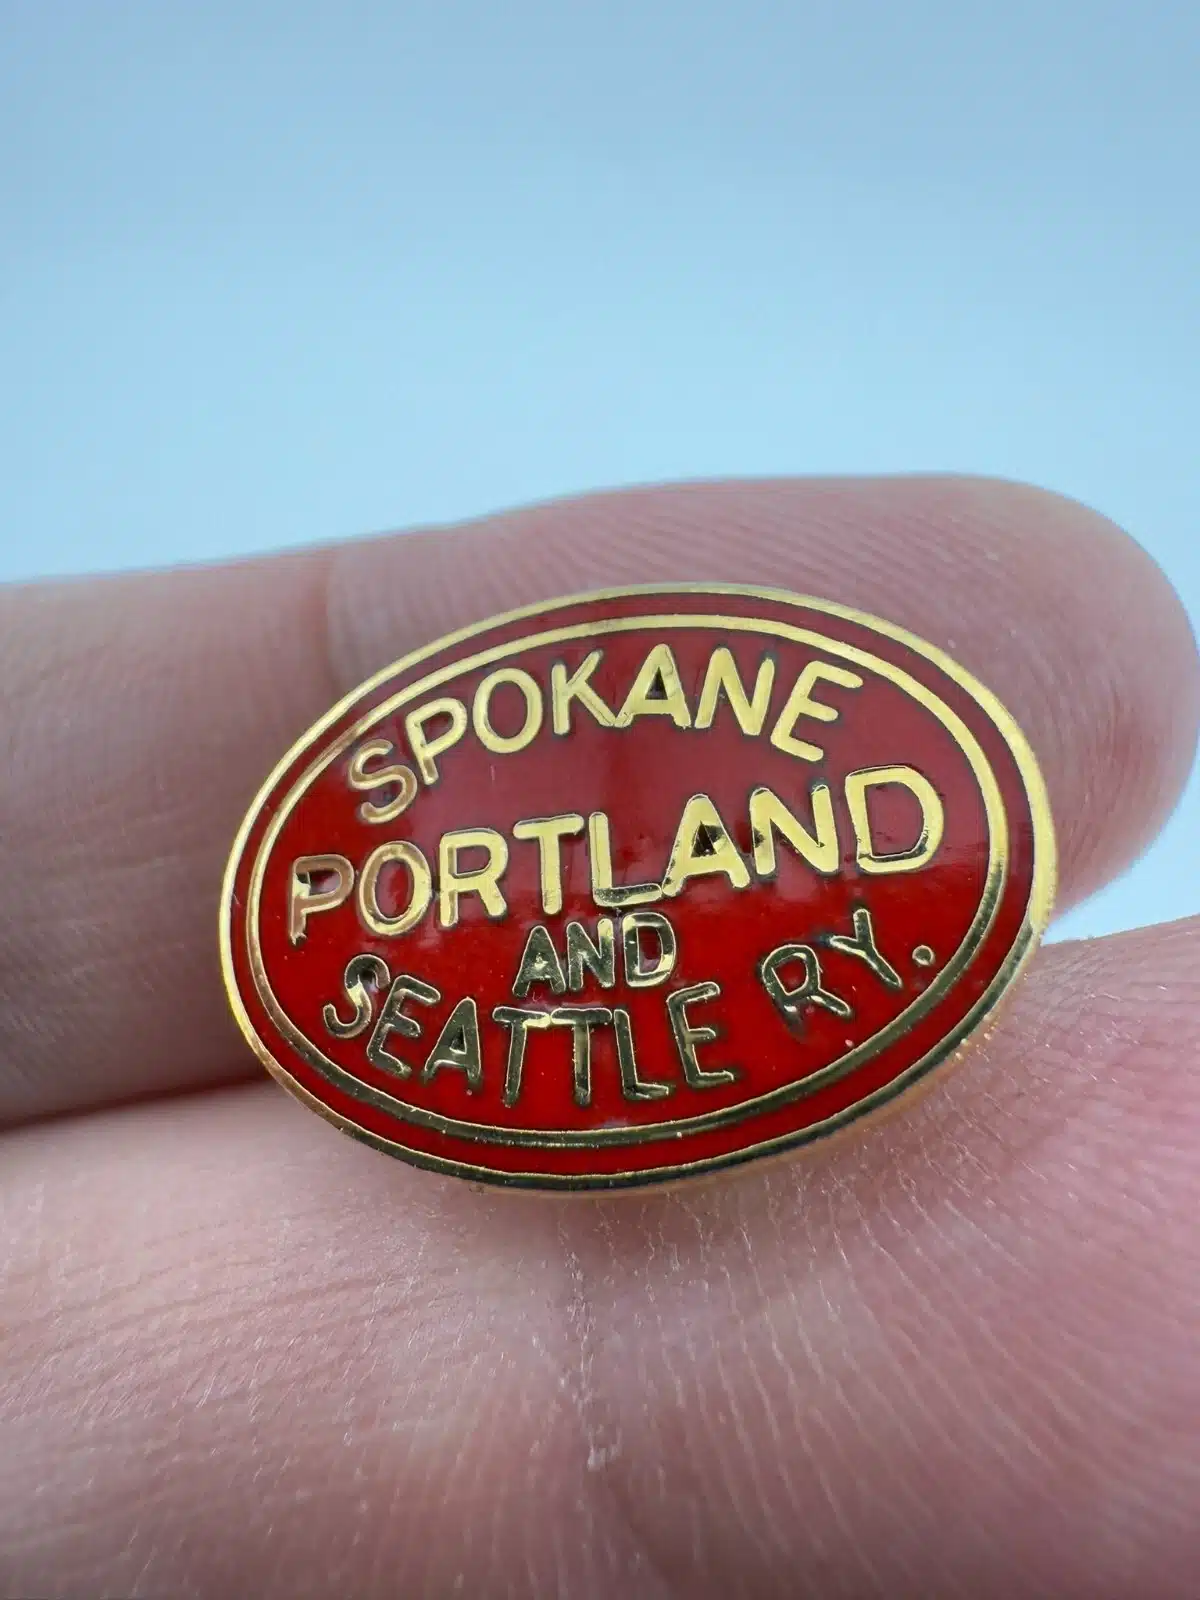 SPOKANE
PORTLAND
AND
SEATTLE RY.